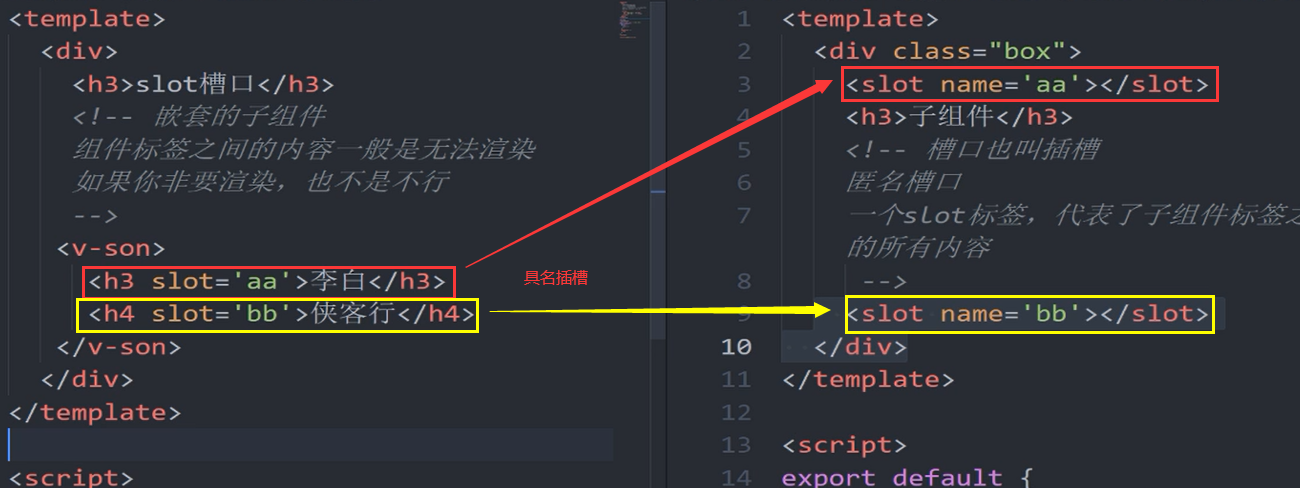 <template>
<div>
<h3>slot槽口</h3>
<!-- 嵌套的子组件
组件标签之间的内容一般是无法渲染
如果你非要渲染，也不是不行
-->
<v-son>
<h3 slot='aa'>李白</h3>
<h4 slot='bb'>侠客行</h4>
</v-son>
</div>
</template>
<script>
具名插槽
1 <template>
2 <div class="box">
3 <slot name='aa'></slot>
4 <h3>子组件</h3>
5 <!-- 槽口也叫插槽
6 匿名槽口
7 一个slot标签，代表了子组件标签之
的所有内容
8 -->
9 <slot name='bb'></slot>
10 </div>
11 </template>
12
13 <script>
14 export default {